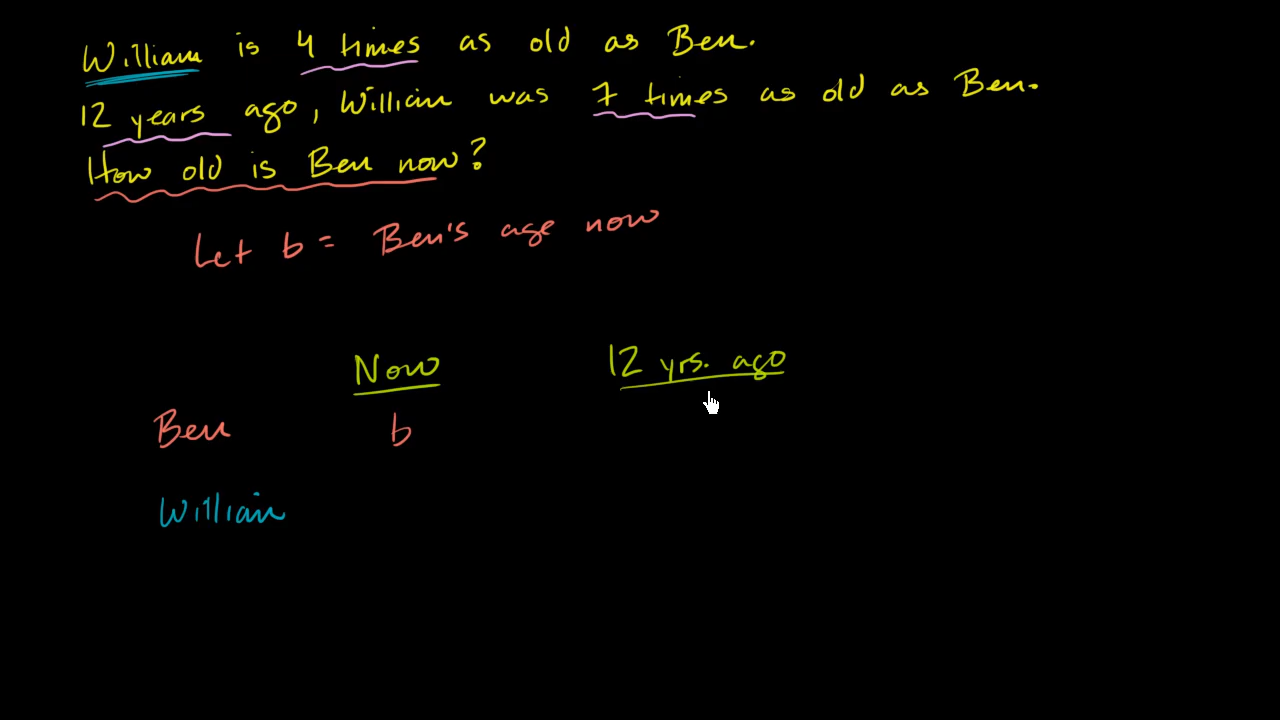 William is 4 times as old as Ben.
12 years ago, William was 7 times as old as Ben.
How old is Ben now?
Let b = Ben's age now
Now 12 yrs. ago
Ben b
William